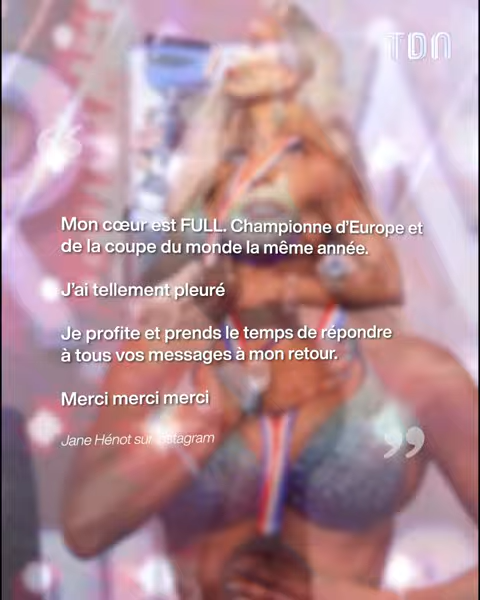 TDN
“
Mon cœur est FULL. Championne d’Europe et
de la coupe du monde la même année.
J’ai tellement pleuré
Je profite et prends le temps de répondre
à tous vos messages à mon retour.
Merci merci merci
Jane Hénot sur Instagram
”